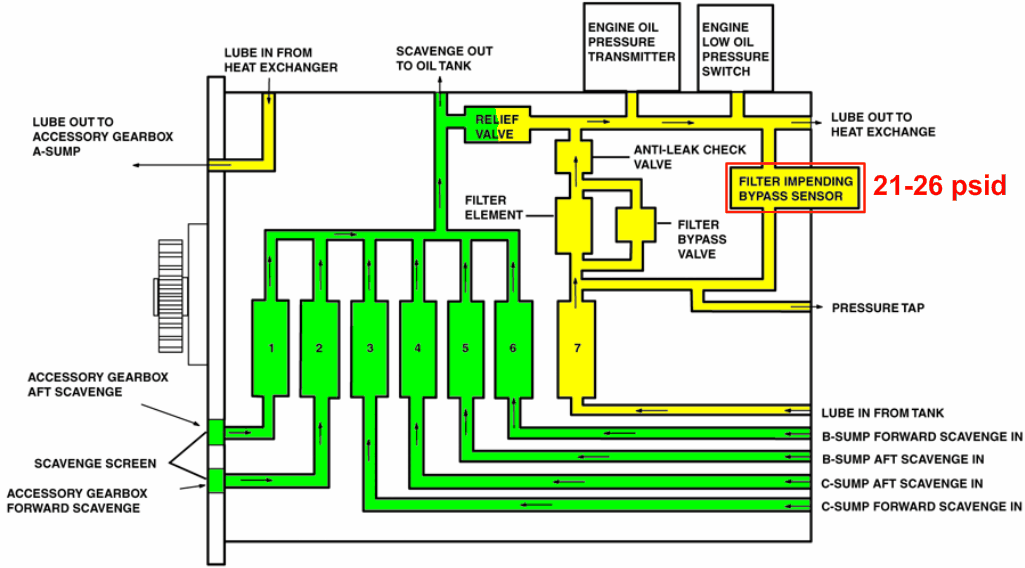 ENGINE OIL
PRESSURE
TRANSMITTER
ENGINE
LOW OIL
PRESSURE
SWITCH
LUBE IN FROM
HEAT EXCHANGER
SCAVENGE OUT
TO OIL TANK
LUBE OUT TO
ACCESSORY GEARBOX
A-SUMP
RELIEF
VALVE
LUBE OUT TO
HEAT EXCHANGE
ANTI-LEAK CHECK
VALVE
FILTER IMPENDING
BYPASS SENSOR
21-26 psid
FILTER
ELEMENT
FILTER
BYPASS
VALVE
PRESSURE TAP
1
2
3
4
5
6
7
ACCESSORY GEARBOX
AFT SCAVENGE
LUBE IN FROM TANK
B-SUMP FORWARD SCAVENGE IN
SCAVENGE SCREEN
B-SUMP AFT SCAVENGE IN
C-SUMP AFT SCAVENGE IN
ACCESSORY GEARBOX
FORWARD SCAVENGE
C-SUMP FORWARD SCAVENGE IN